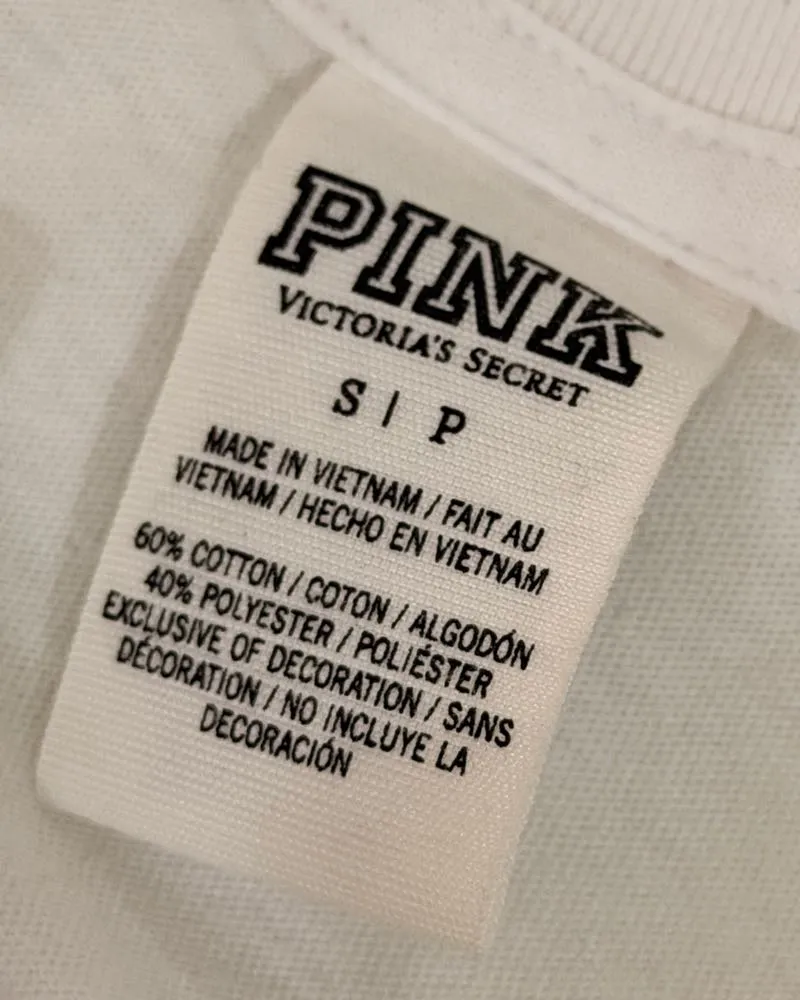 PINK
VICTORIA'S SECRET
S | P
MADE IN VIETNAM / FAIT AU
VIETNAM / HECHO EN VIETNAM
60% COTTON / COTON / ALGODÓN
40% POLYESTER / POLIÉSTER
EXCLUSIVE OF DECORATION / SANS
DÉCORATION / NO INCLUYE LA
DECORACIÓN